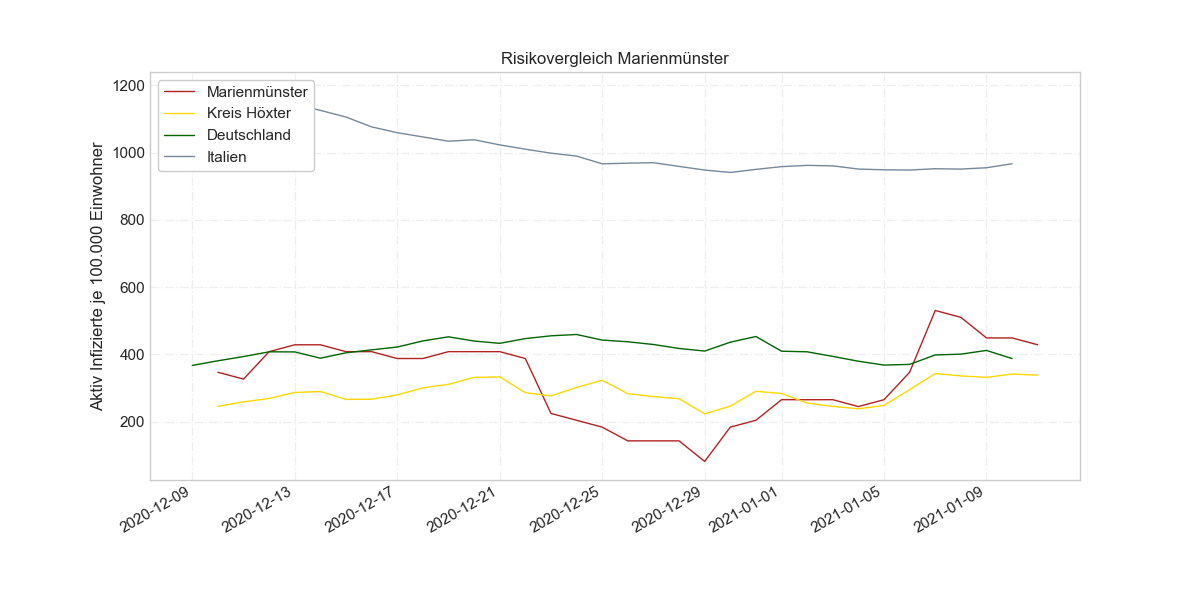 Risikovergleich Marienmünster
Aktiv Infizierte je 100.000 Einwohner
1200
1000
800
600
400
200
Marienmünster
Kreis Höxter
Deutschland
Italien
2020-12-09
2020-12-13
2020-12-17
2020-12-21
2020-12-25
2020-12-29
2021-01-01
2021-01-05
2021-01-09